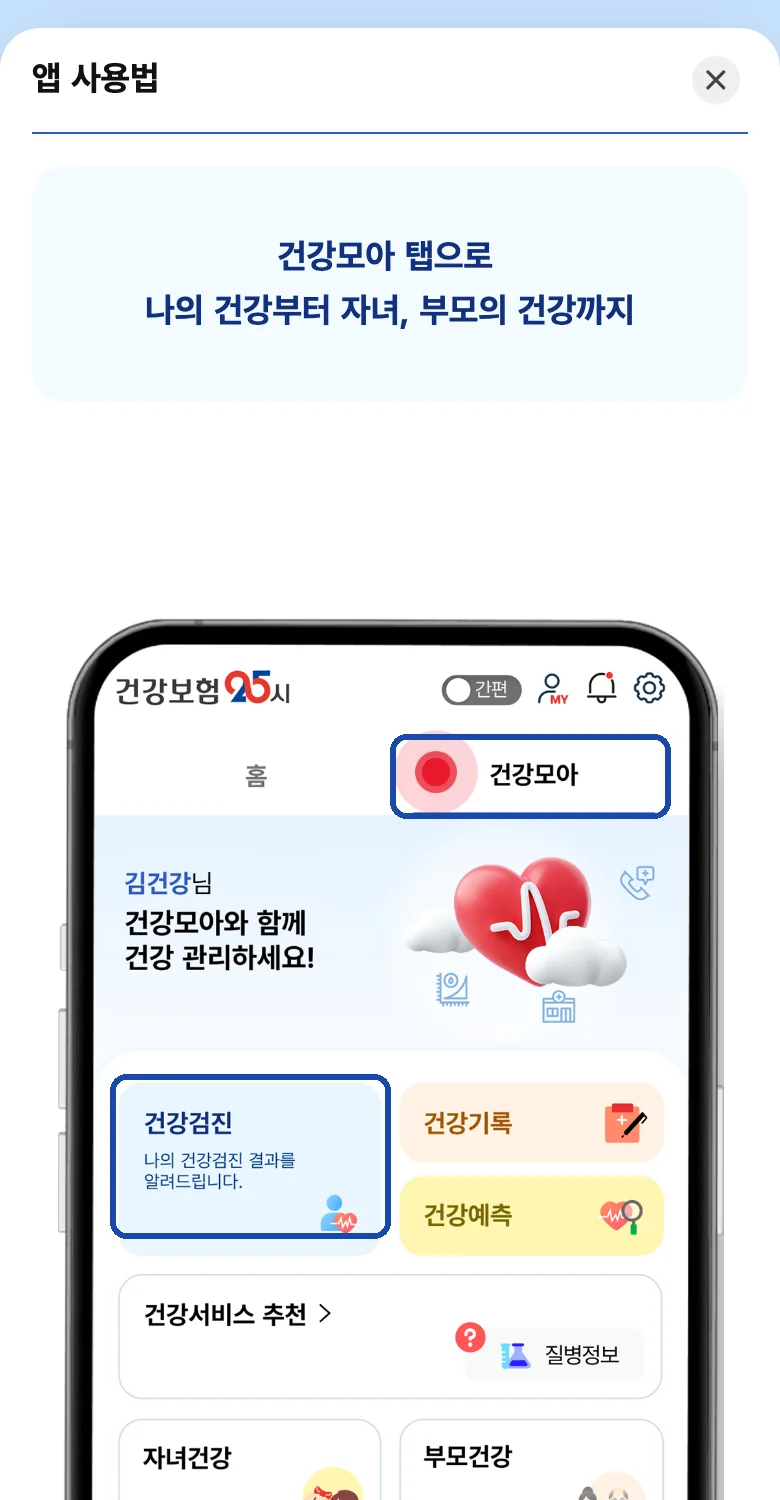 앱 사용법
건강모아 탭으로
나의 건강부터 자녀, 부모의 건강까지
건강보험25시
간편
MY
홈
건강모아
김건강님
건강모아와 함께
건강 관리하세요!
건강검진
나의 건강검진 결과를
알려드립니다.
건강기록
건강예측
건강서비스 추천 >
?
질병정보
자녀건강
부모건강